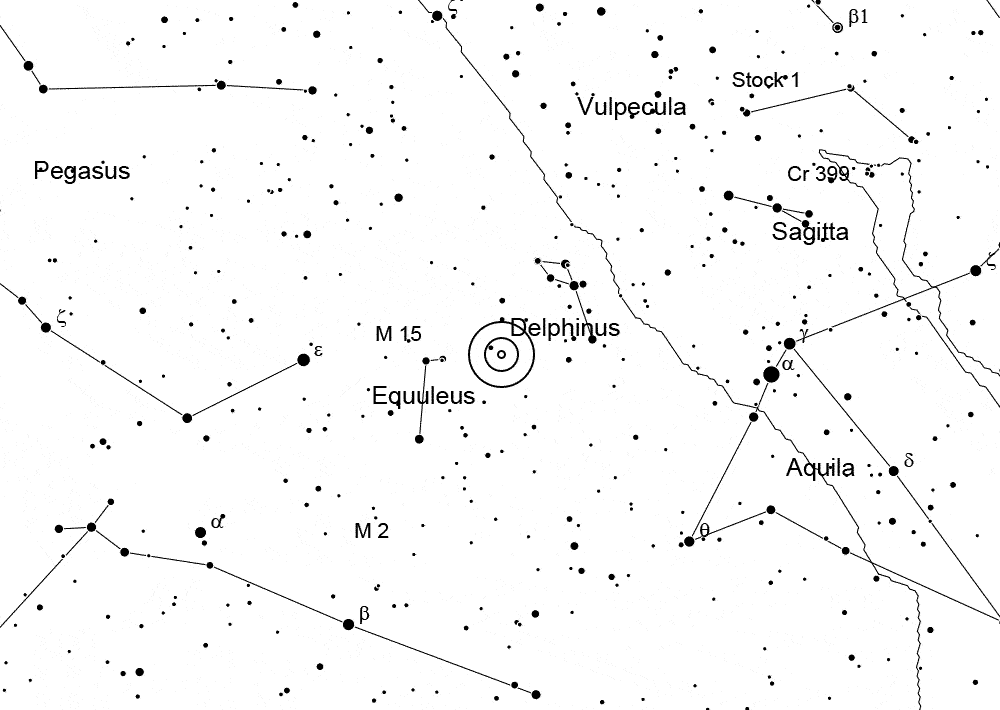 ζ
β1
Stock 1
Vulpecula
Pegasus
Cr 399
Sagitta
ζ
ζ
M 15
Delphinus
γ
ε
α
Equuleus
Aquila
δ
α
M 2
θ
β